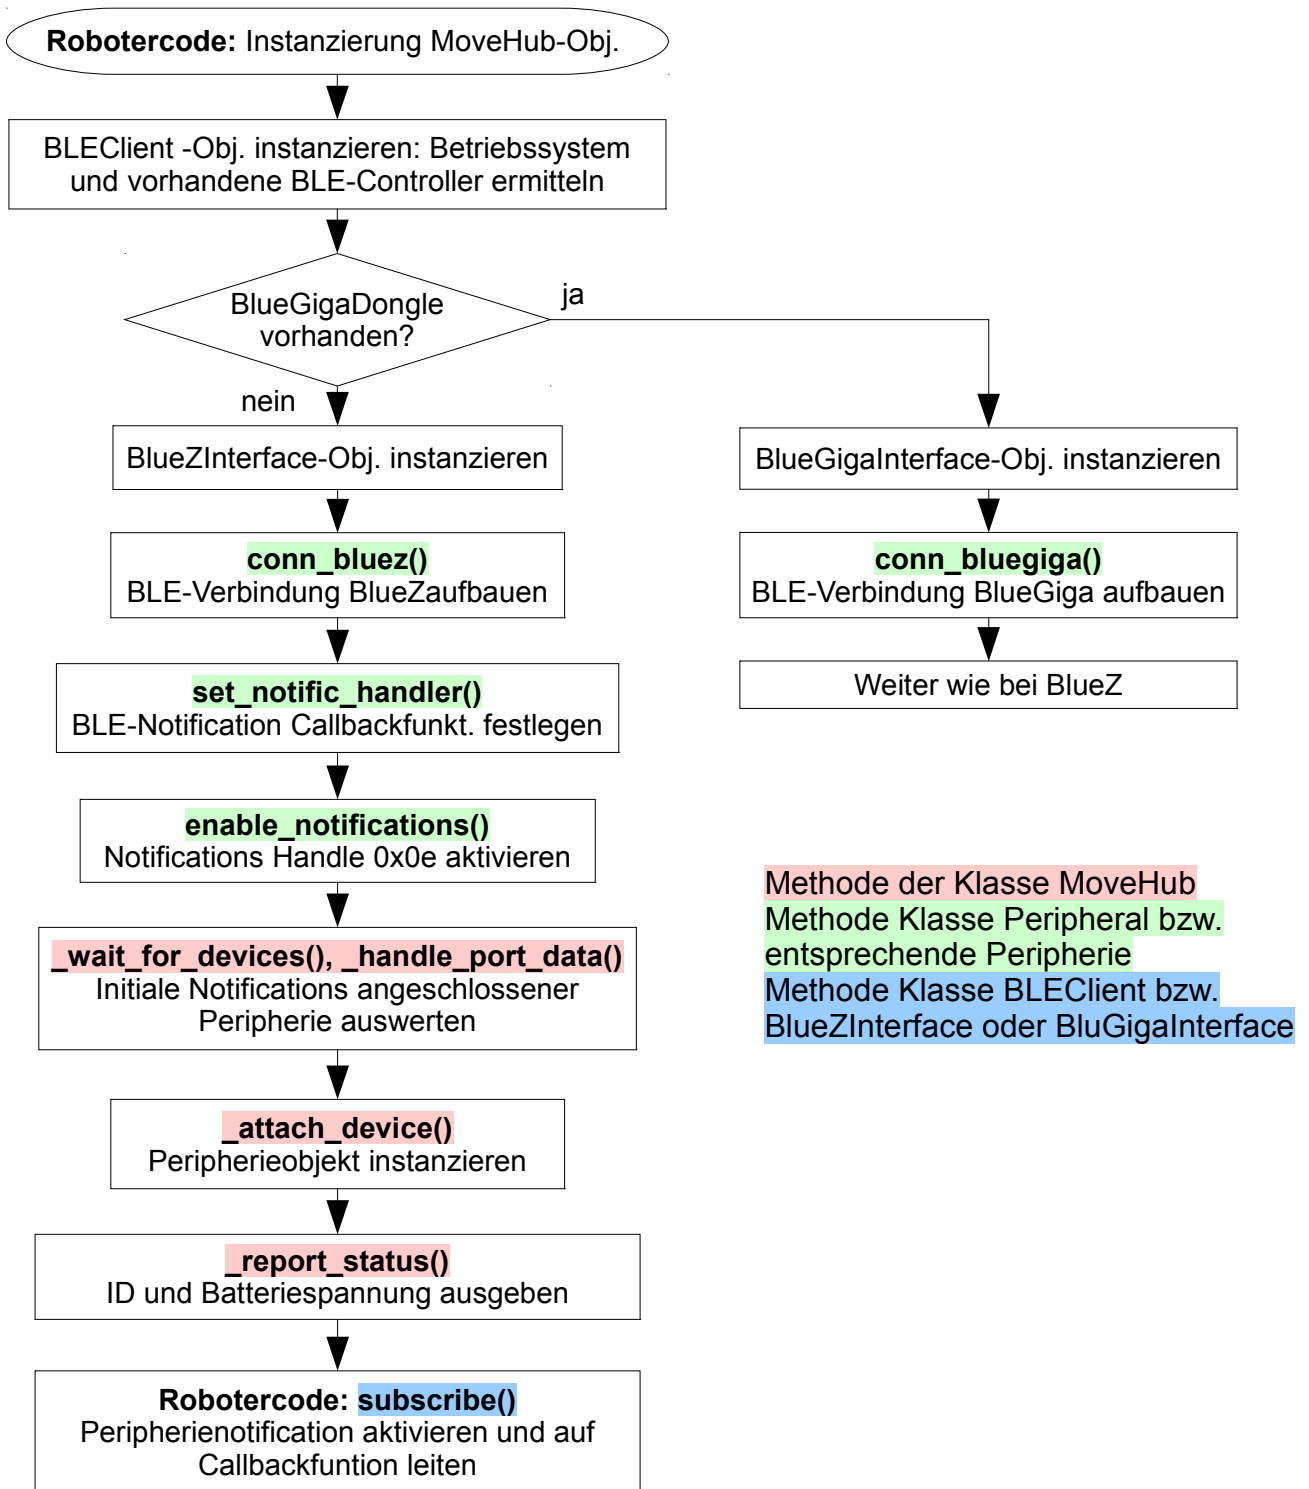 Robotercode: Instanzierung MoveHub-Obj.
BLEClient -Obj. instanzieren: Betriebssystem
und vorhandene BLE-Controller ermitteln
BlueGigaDongle
vorhanden?
ja
nein
BlueZInterface-Obj. instanzieren
conn_bluez()
BLE-Verbindung BlueZaufbauen
set_notific_handler()
BLE-Notification Callbackfunkt. festlegen
enable_notifications()
Notifications Handle 0x0e aktivieren
_wait_for_devices(), _handle_port_data()
Initiale Notifications angeschlossener
Peripherie auswerten
_attach_device()
Peripherieobjekt instanzieren
_report_status()
ID und Batteriespannung ausgeben
Robotercode: subscribe()
Peripherienotification aktivieren und auf
Callbackfuntion leiten
BlueGigaInterface-Obj. instanzieren
conn_bluegiga()
BLE-Verbindung BlueGiga aufbauen
Weiter wie bei BlueZ
Methode der Klasse MoveHub
Methode Klasse Peripheral bzw.
entsprechende Peripherie
Methode Klasse BLEClient bzw.
BlueZInterface oder BluGigaInterface